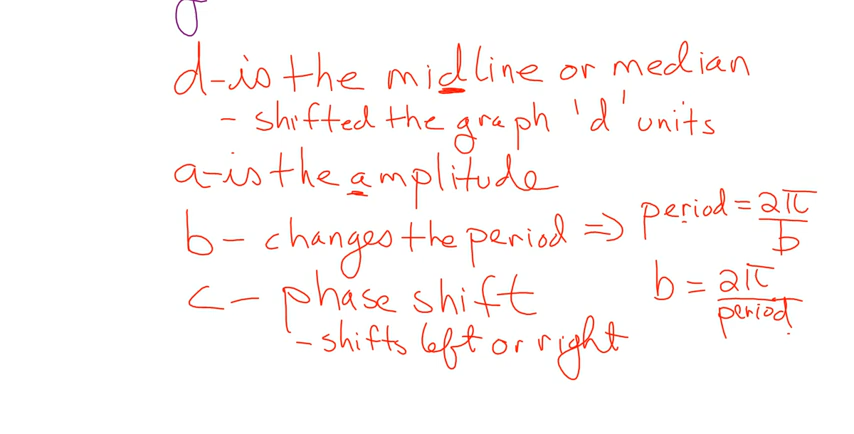 d-is the midline or median
- shifted the graph 'd' units
a-is the amplitude
b - changes the period ⇒ period = 2π/b
b = 2π/period
c - phase shift
- shifts left or right